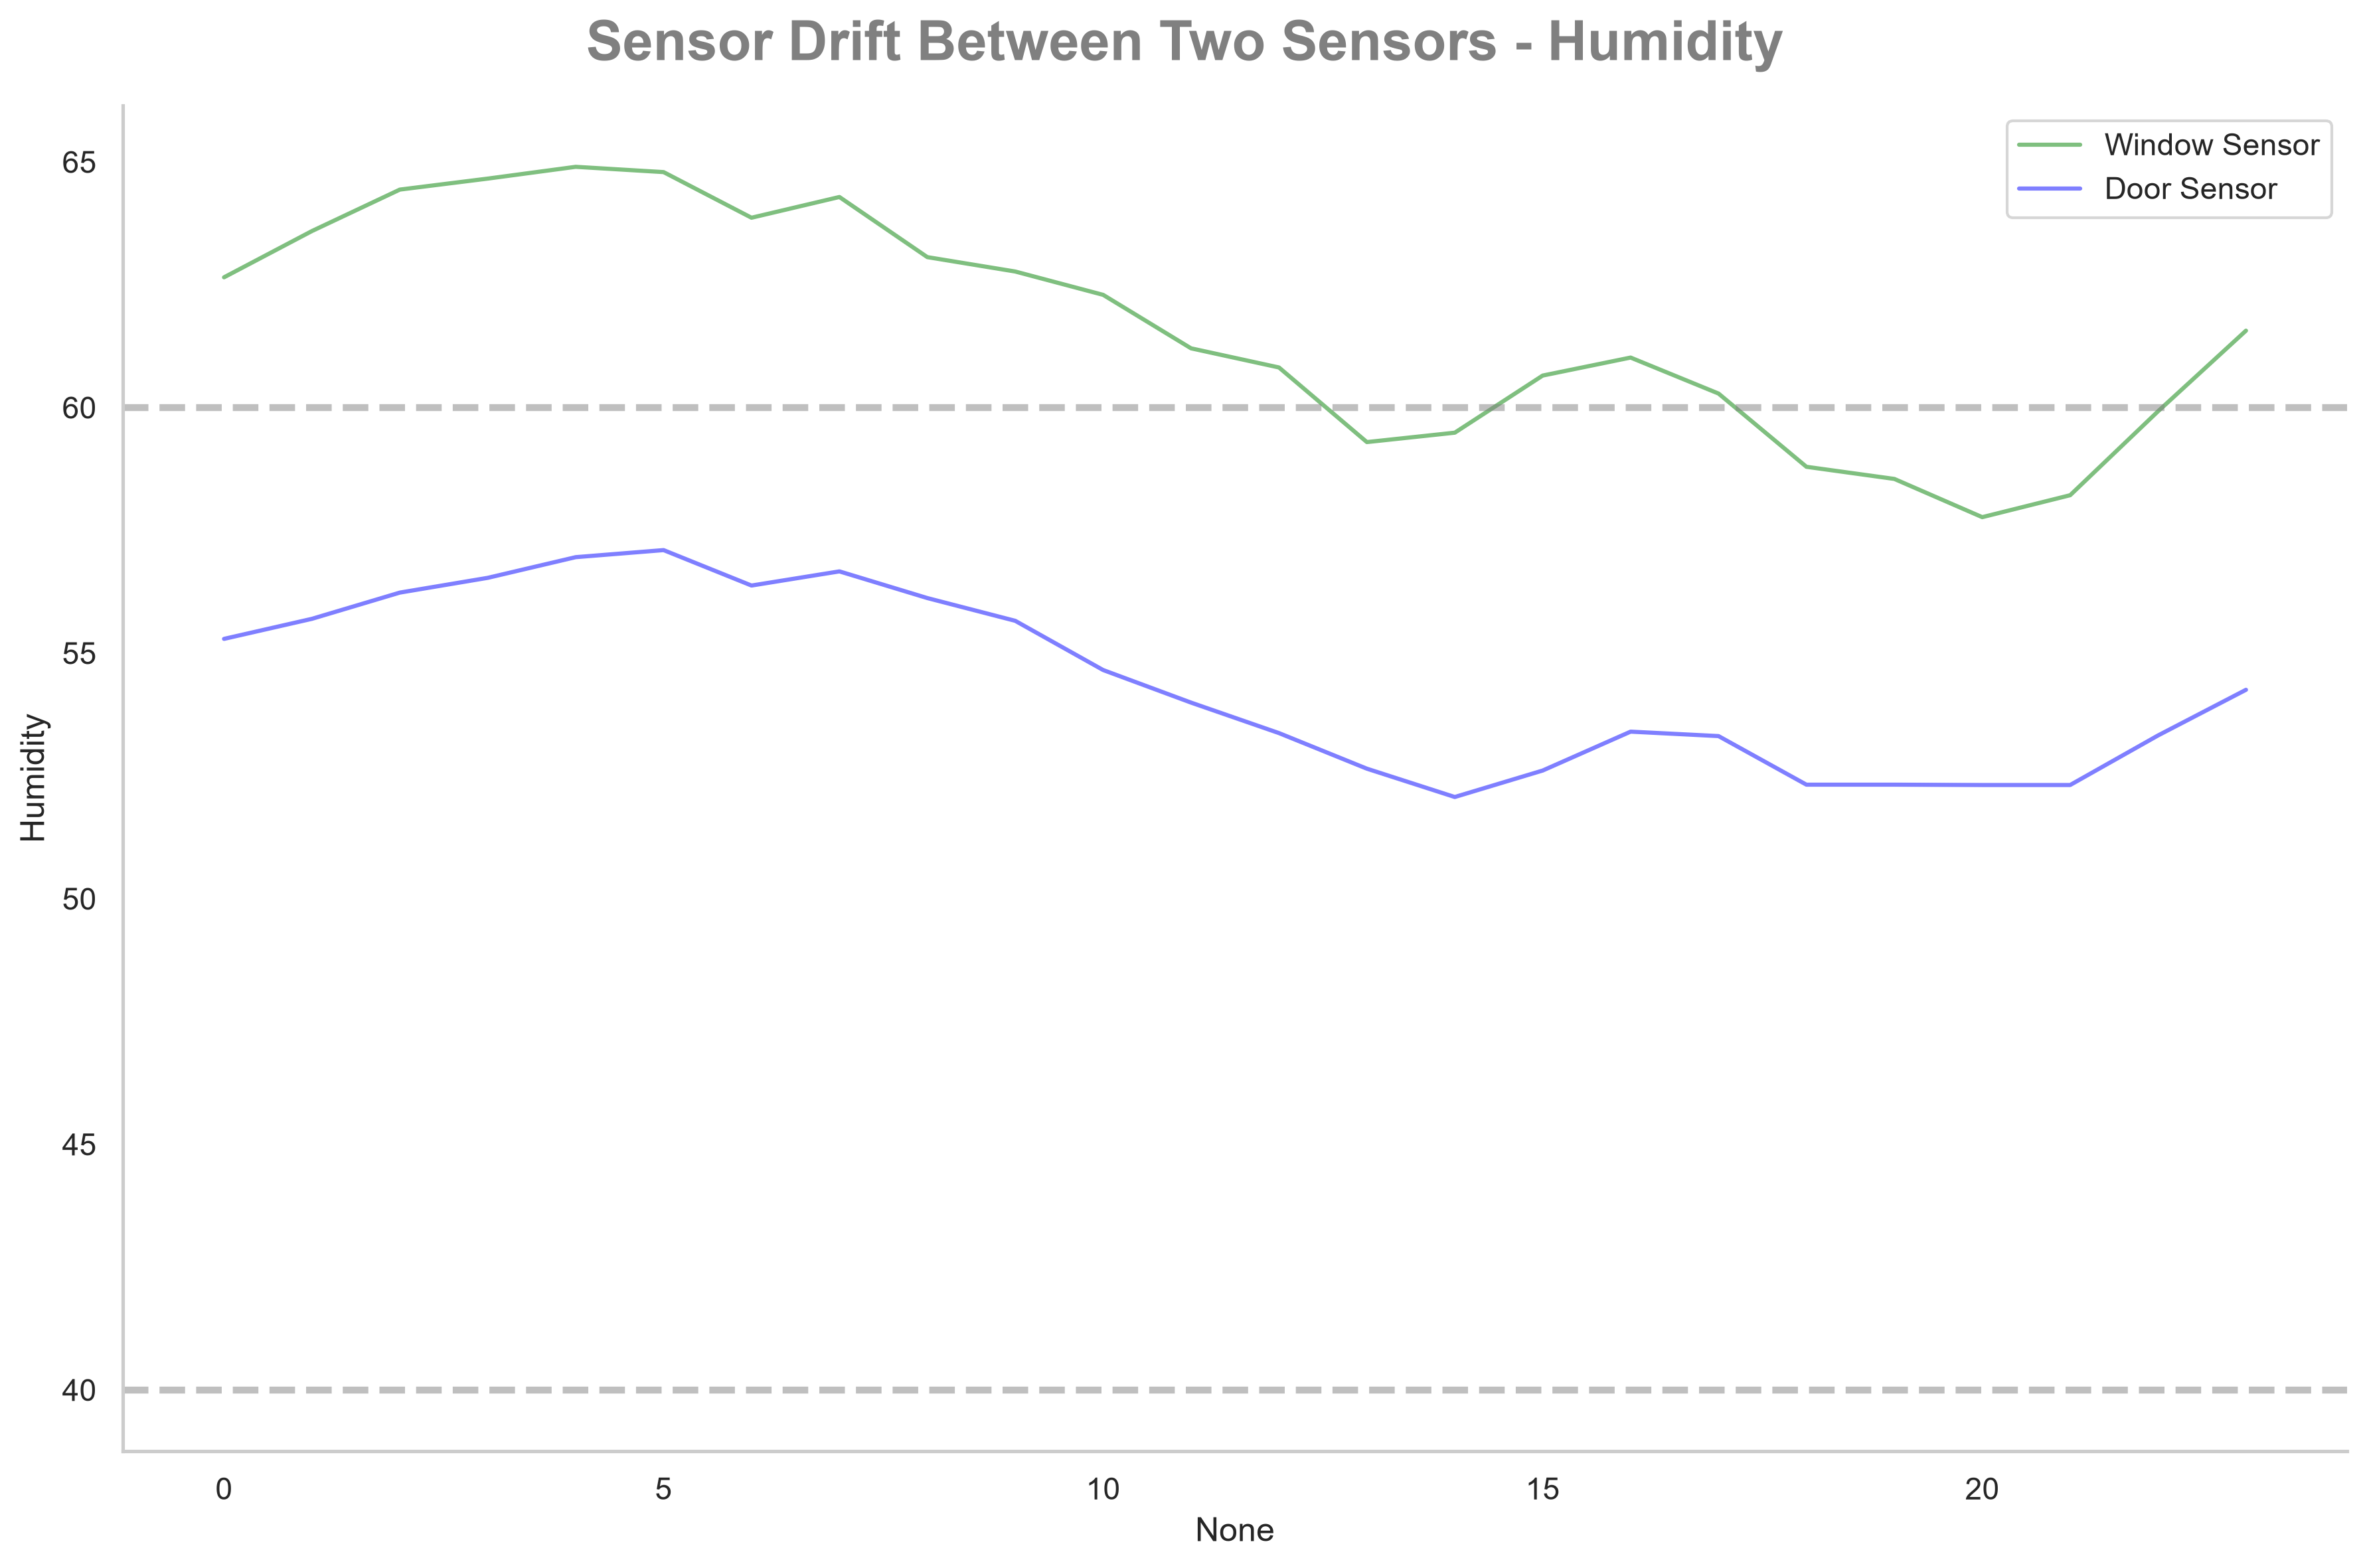 Sensor Drift Between Two Sensors - Humidity
Window Sensor
Door Sensor
65
60
55
50
45
40
Humidity
0 5 10 15 20
None